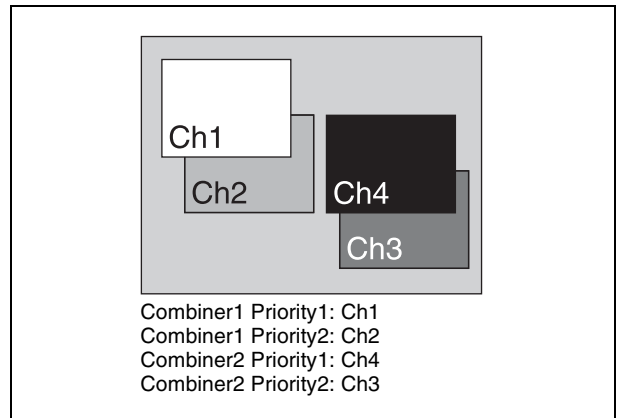 Ch1
Ch2
Ch4
Ch3
Combiner1 Priority1: Ch1
Combiner1 Priority2: Ch2
Combiner2 Priority1: Ch4
Combiner2 Priority2: Ch3